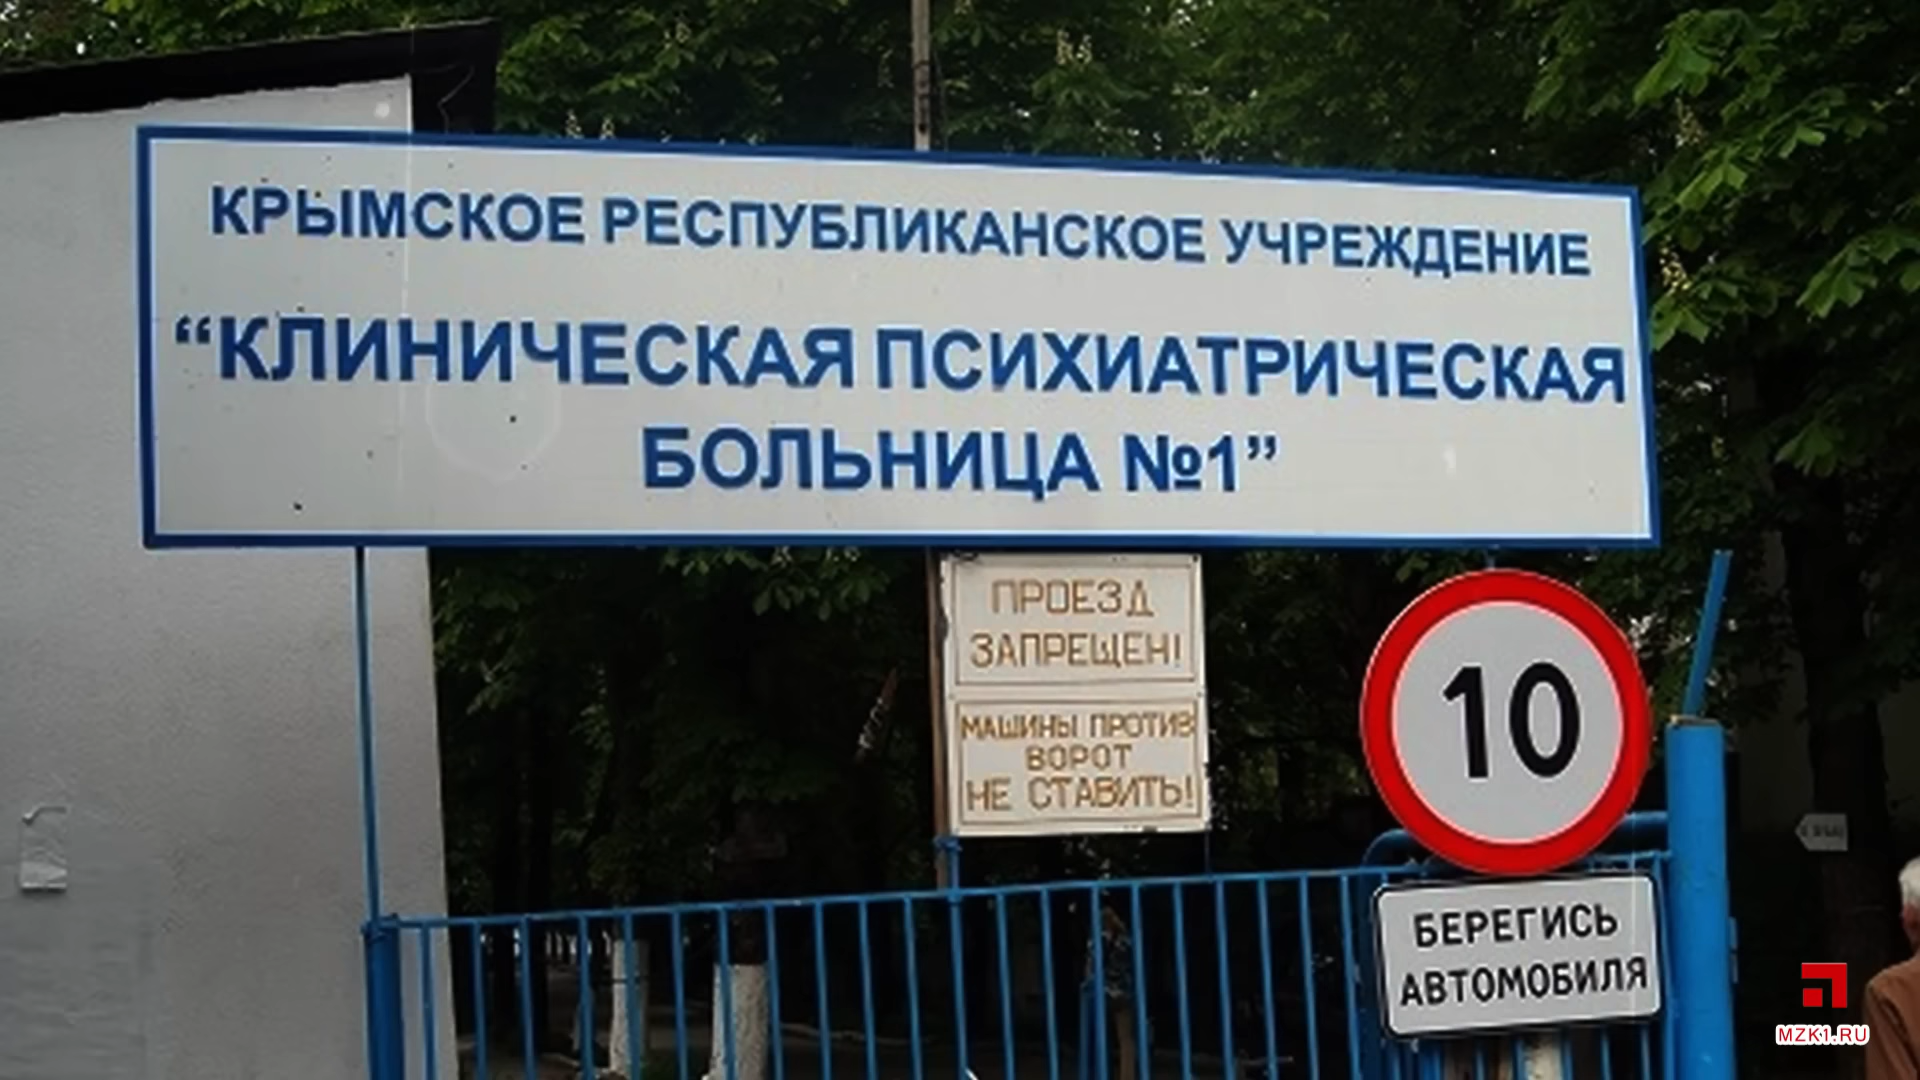 КРЫМСКОЕ РЕСПУБЛИКАНСКОЕ УЧРЕЖДЕНИЕ
“КЛИНИЧЕСКАЯ ПСИХИАТРИЧЕСКАЯ
БОЛЬНИЦА №1”
ПРОЕЗД
ЗАПРЕЩЕН!
МАШИНЫ ПРОТИВ
ВОРОТ
НЕ СТАВИТЬ!
10
БЕРЕГИСЬ
АВТОМОБИЛЯ
MZK1.RU